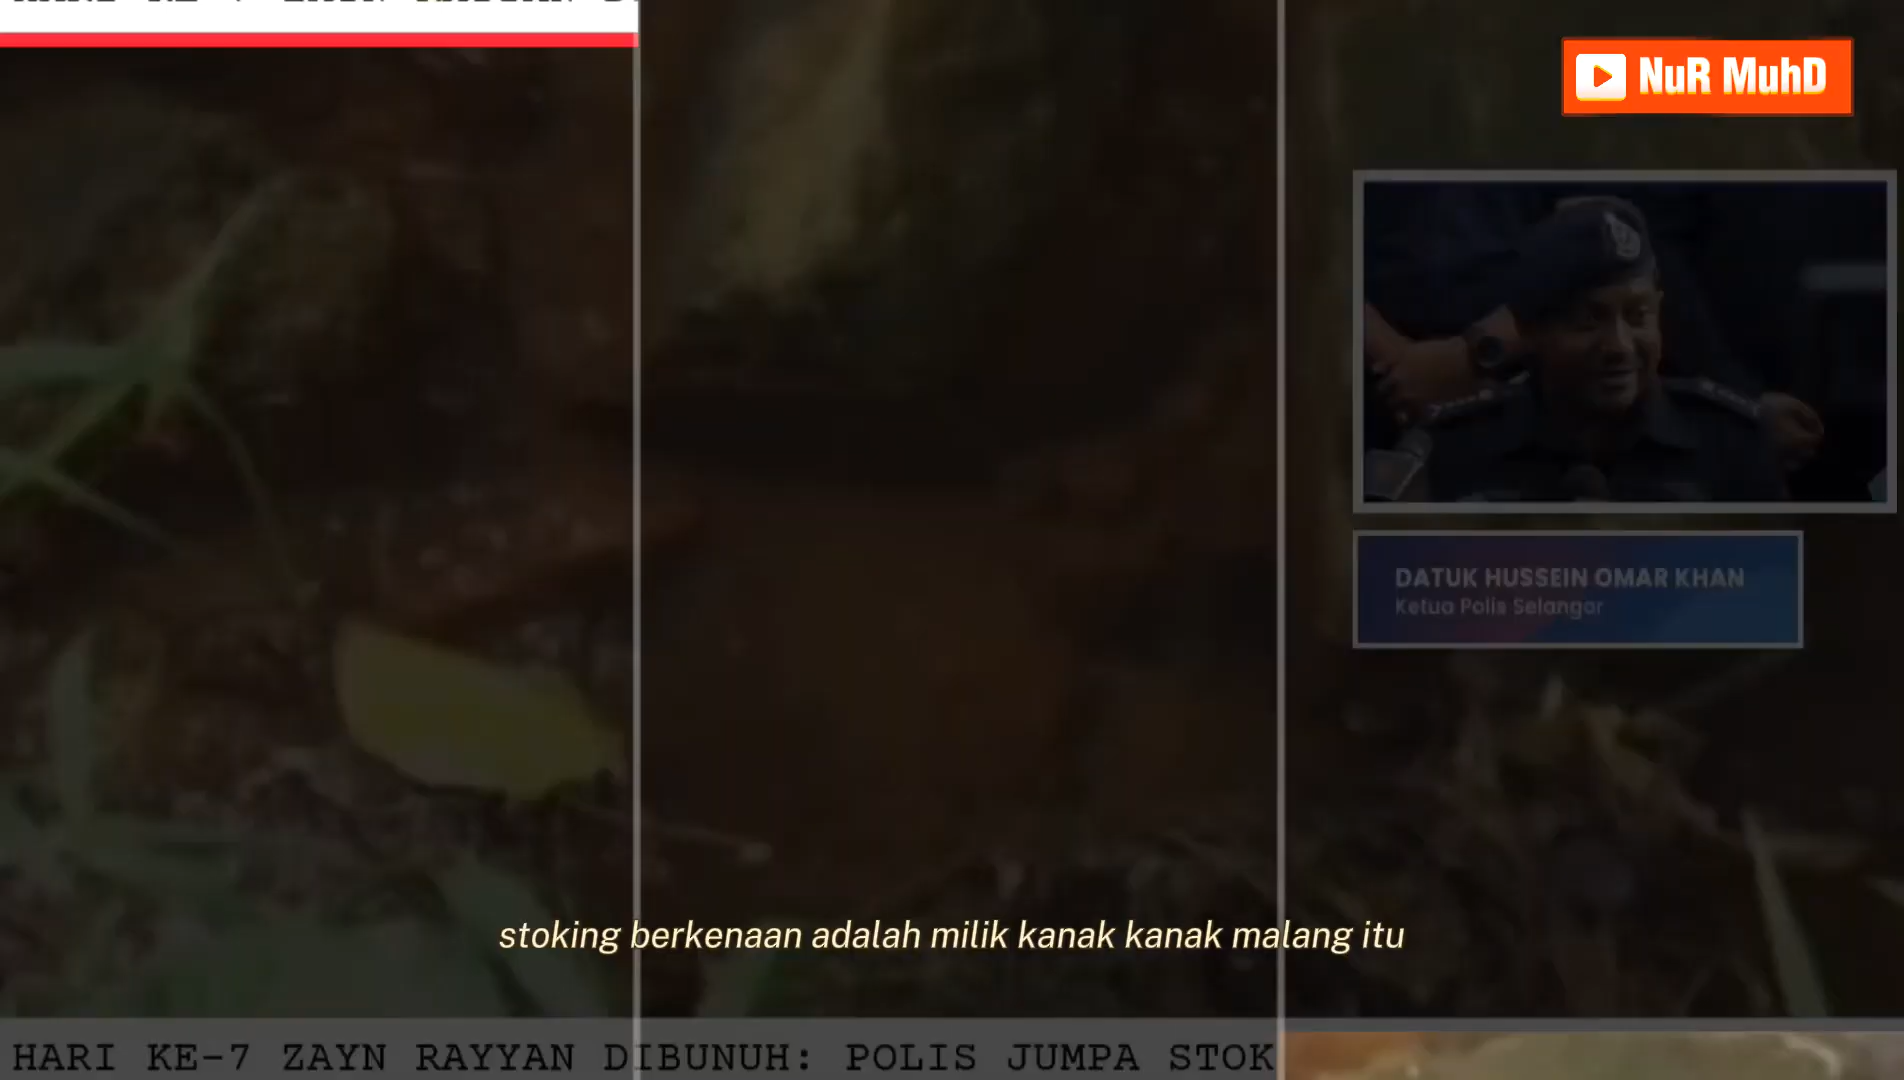 NuR MuhD
DATUK HUSSEIN OMAR KHAN
Ketua Polis Selangor
stoking berkenaan adalah milik kanak kanak malang itu
HARI KE-7 ZAYN RAYYAN DIBUNUH: POLIS JUMPA STOK